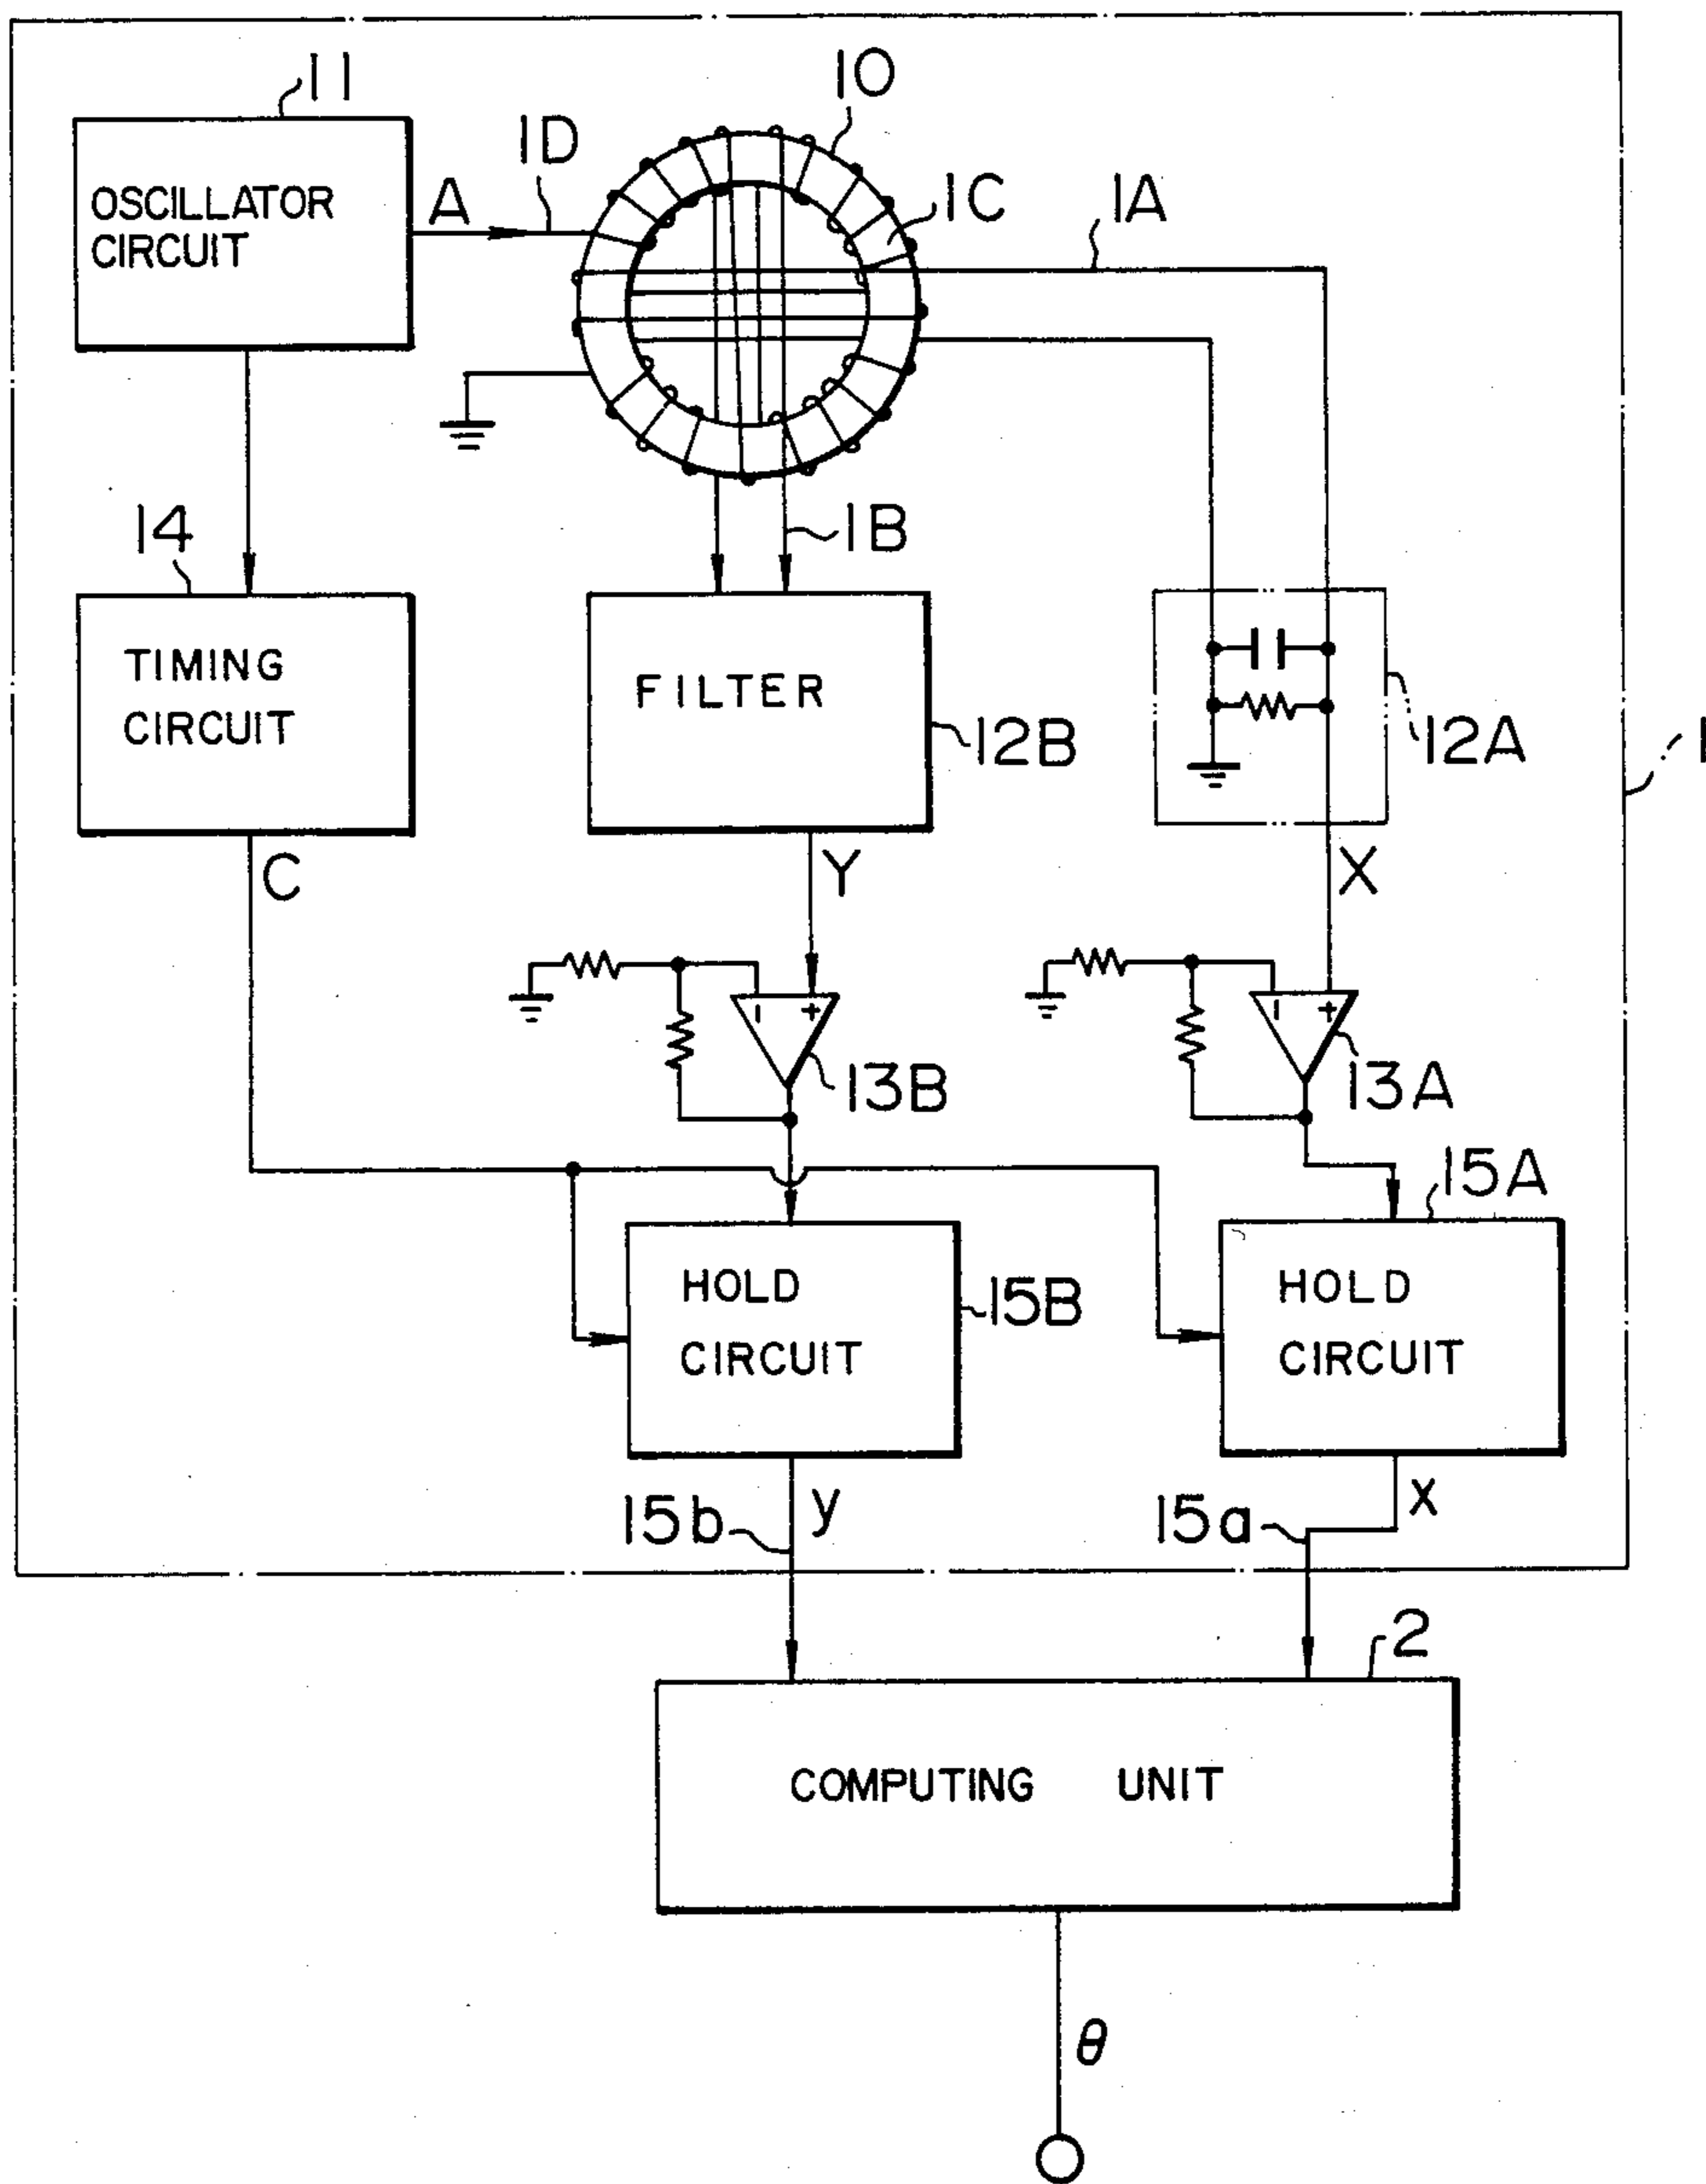 11
10
1D
OSCILLATOR
CIRCUIT
A
1C
1A
14
1B
TIMING
CIRCUIT
FILTER
12B
12A
1
C
Y
X
- +
13B
- +
13A
15A
HOLD
CIRCUIT
15B
HOLD
CIRCUIT
15b
y
15a
x
2
COMPUTING UNIT
θ